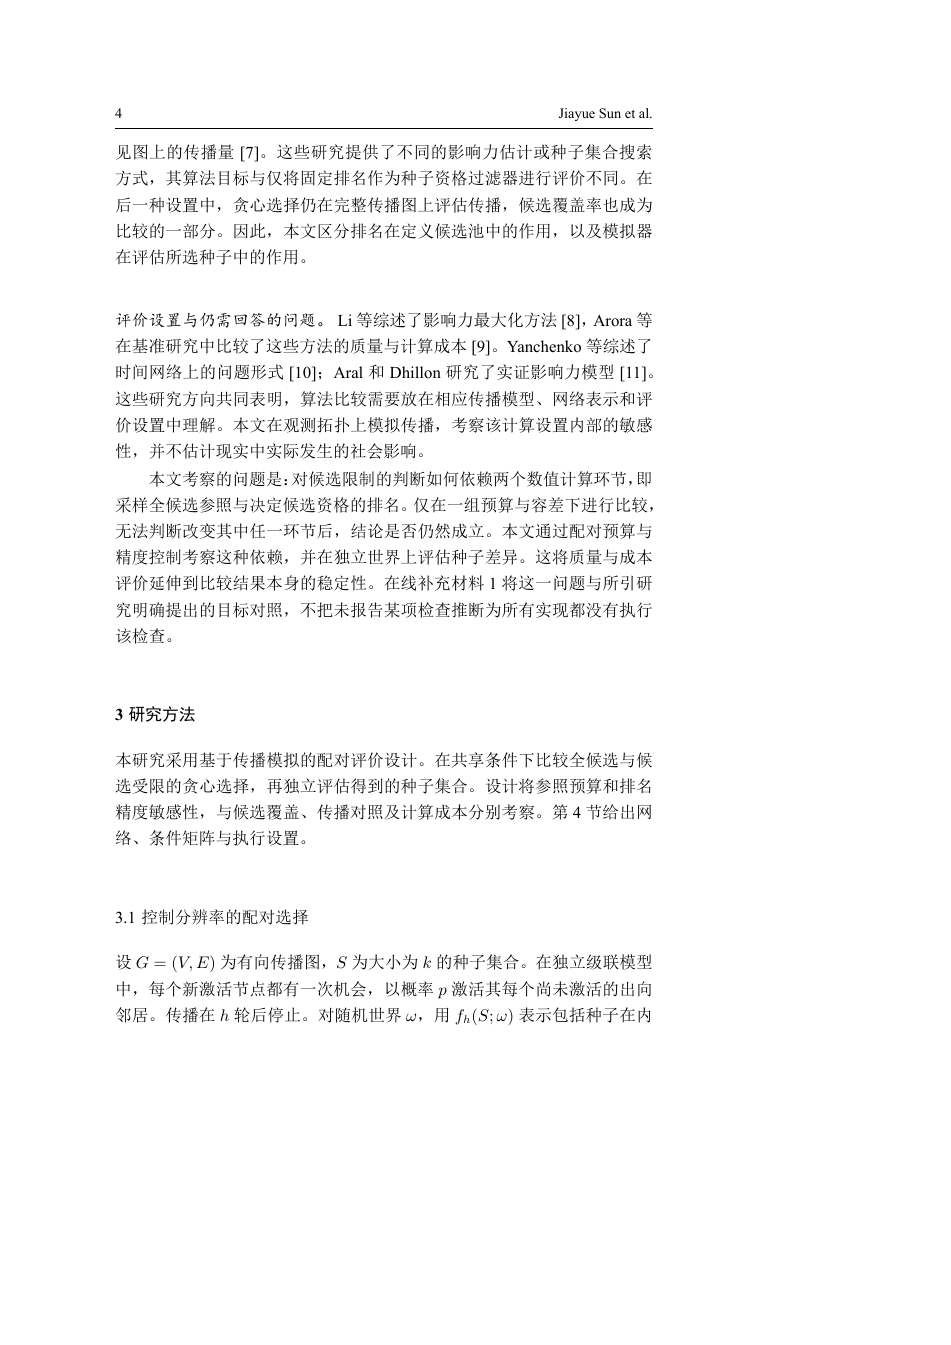 4 Jiayue Sun et al.
见图上的传播量 [7]。这些研究提供了不同的影响力估计或种子集合搜索
方式，其算法目标与仅将固定排名作为种子资格过滤器进行评价不同。在
后一种设置中，贪心选择仍在完整传播图上评估传播，候选覆盖率也成为
比较的一部分。因此，本文区分排名在定义候选池中的作用，以及模拟器
在评估所选种子中的作用。
评价设置与仍需回答的问题。 Li 等综述了影响力最大化方法 [8]，Arora 等
在基准研究中比较了这些方法的质量与计算成本 [9]。Yanchenko 等综述了
时间网络上的问题形式 [10]；Aral 和 Dhillon 研究了实证影响力模型 [11]。
这些研究方向共同表明，算法比较需要放在相应传播模型、网络表示和评
价设置中理解。本文在观测拓扑上模拟传播，考察该计算设置内部的敏感
性，并不估计现实中实际发生的社会影响。
本文考察的问题是：对候选限制的判断如何依赖两个数值计算环节，即
采样全候选参照与决定候选资格的排名。仅在一组预算与容差下进行比较，
无法判断改变其中任一环节后，结论是否仍然成立。本文通过配对预算与
精度控制考察这种依赖，并在独立世界上评估种子差异。这将质量与成本
评价延伸到比较结果本身的稳定性。在线补充材料 1 将这一问题与所引研
究明确提出的目标对照，不把未报告某项检查推断为所有实现都没有执行
该检查。
3 研究方法
本研究采用基于传播模拟的配对评价设计。在共享条件下比较全候选与候
选受限的贪心选择，再独立评估得到的种子集合。设计将参照预算和排名
精度敏感性，与候选覆盖、传播对照及计算成本分别考察。第 4 节给出网
络、条件矩阵与执行设置。
3.1 控制分辨率的配对选择
设 G = (V, E) 为有向传播图，S 为大小为 k 的种子集合。在独立级联模型
中，每个新激活节点都有一次机会，以概率 p 激活其每个尚未激活的出向
邻居。传播在 h 轮后停止。对随机世界 ω，用 fₕ(S; ω) 表示包括种子在内